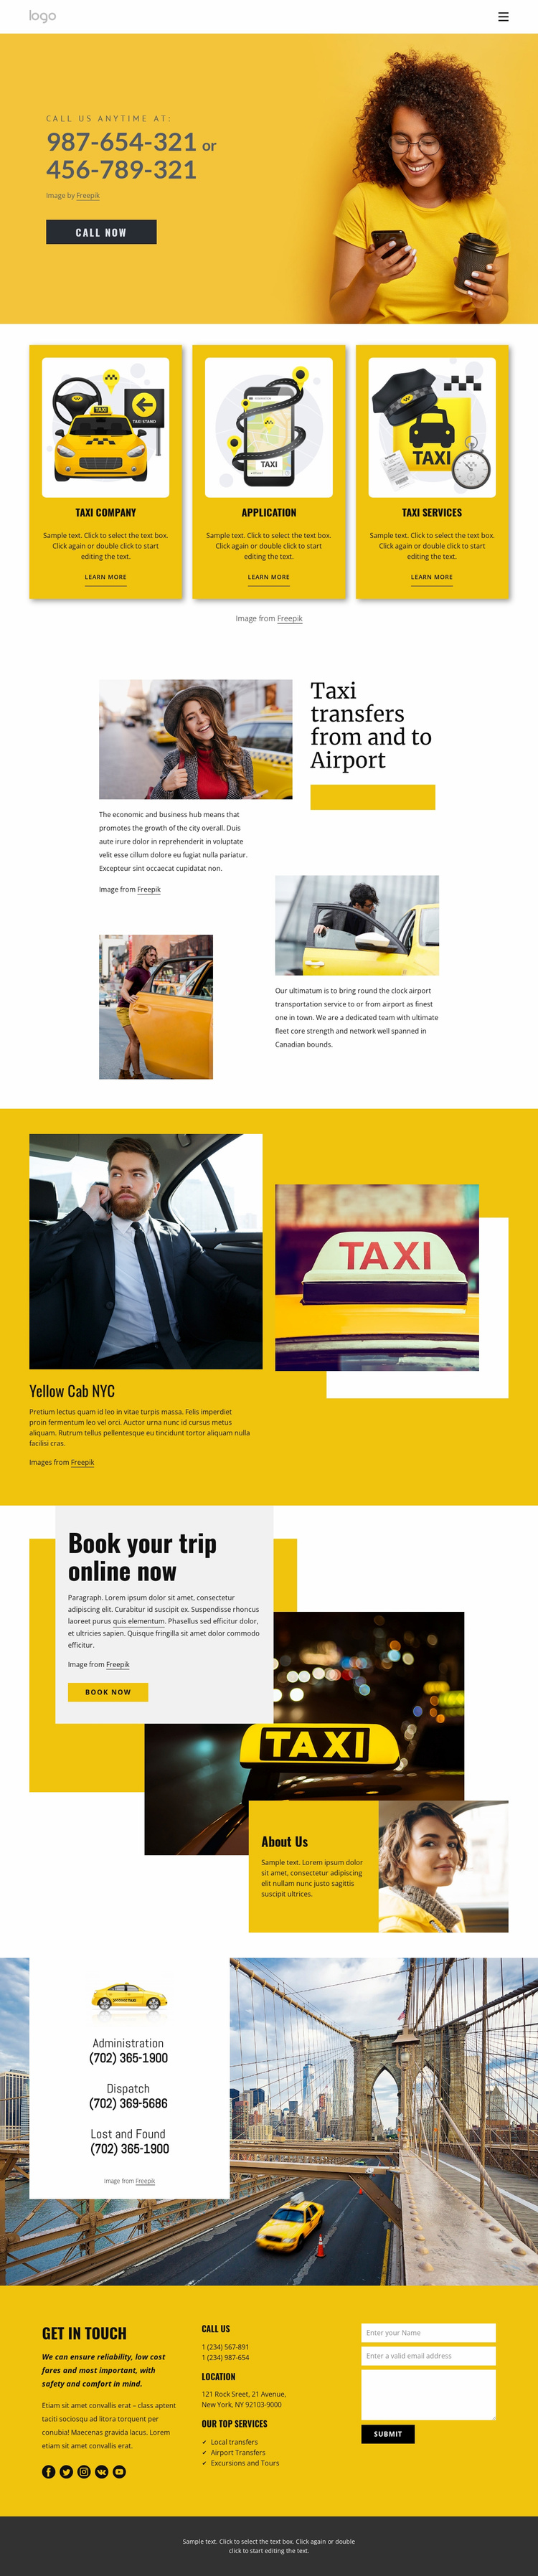 logo
CALL US ANYTIME AT:
987-654-321 or
456-789-321
Image by Freepik
CALL NOW
TAXI
TAXI STAND
TAXI
TAXI
TAXI COMPANY
Sample text. Click to select the text box.
Click again or double click to start
editing the text.
LEARN MORE
APPLICATION
Sample text. Click to select the text box.
Click again or double click to start
editing the text.
LEARN MORE
TAXI SERVICES
Sample text. Click to select the text box.
Click again or double click to start
editing the text.
LEARN MORE
Image from Freepik
Taxi
transfers
from and to
Airport
The economic and business hub means that
promotes the growth of the city overall. Duis
aute irure dolor in reprehenderit in voluptate
velit esse cillum dolore eu fugiat nulla pariatur.
Excepteur sint occaecat cupidatat non.
Image from Freepik
Our ultimatum is to bring round the clock airport
transportation service to or from airport as finest
one in town. We are a dedicated team with ultimate
fleet core strength and network well spanned in
Canadian bounds.
TAXI
Yellow Cab NYC
Pretium lectus quam id leo in vitae turpis massa. Felis imperdiet
proin fermentum leo vel orci. Auctor urna nunc id cursus metus
aliquam. Rutrum tellus pellentesque eu tincidunt tortor aliquam nulla
facilisi cras.
Images from Freepik
Book your trip
online now
Paragraph. Lorem ipsum dolor sit amet, consectetur
adipiscing elit. Curabitur id suscipit ex. Suspendisse rhoncus
laoreet purus quis elementum. Phasellus sed efficitur dolor,
et ultricies sapien. Quisque fringilla sit amet dolor commodo
efficitur.
Image from Freepik
BOOK NOW
TAXI
About Us
Sample text. Lorem ipsum dolor
sit amet, consectetur adipiscing
elit nullam nunc justo sagittis
suscipit ultrices.
Administration
(702) 365-1900
Dispatch
(702) 369-5686
Lost and Found
(702) 365-1900
Image from Freepik
GET IN TOUCH
We can ensure reliability, low cost
fares and most important, with
safety and comfort in mind.
Etiam sit amet convallis erat – class aptent
taciti sociosqu ad litora torquent per
conubia! Maecenas gravida lacus. Lorem
etiam sit amet convallis erat.
CALL US
1 (234) 567-891
1 (234) 987-654
LOCATION
121 Rock Sreet, 21 Avenue,
New York, NY 92103-9000
OUR TOP SERVICES
Local transfers
Airport Transfers
Excursions and Tours
Enter your Name
Enter a valid email address
SUBMIT
Sample text. Click to select the text box. Click again or double
click to start editing the text.